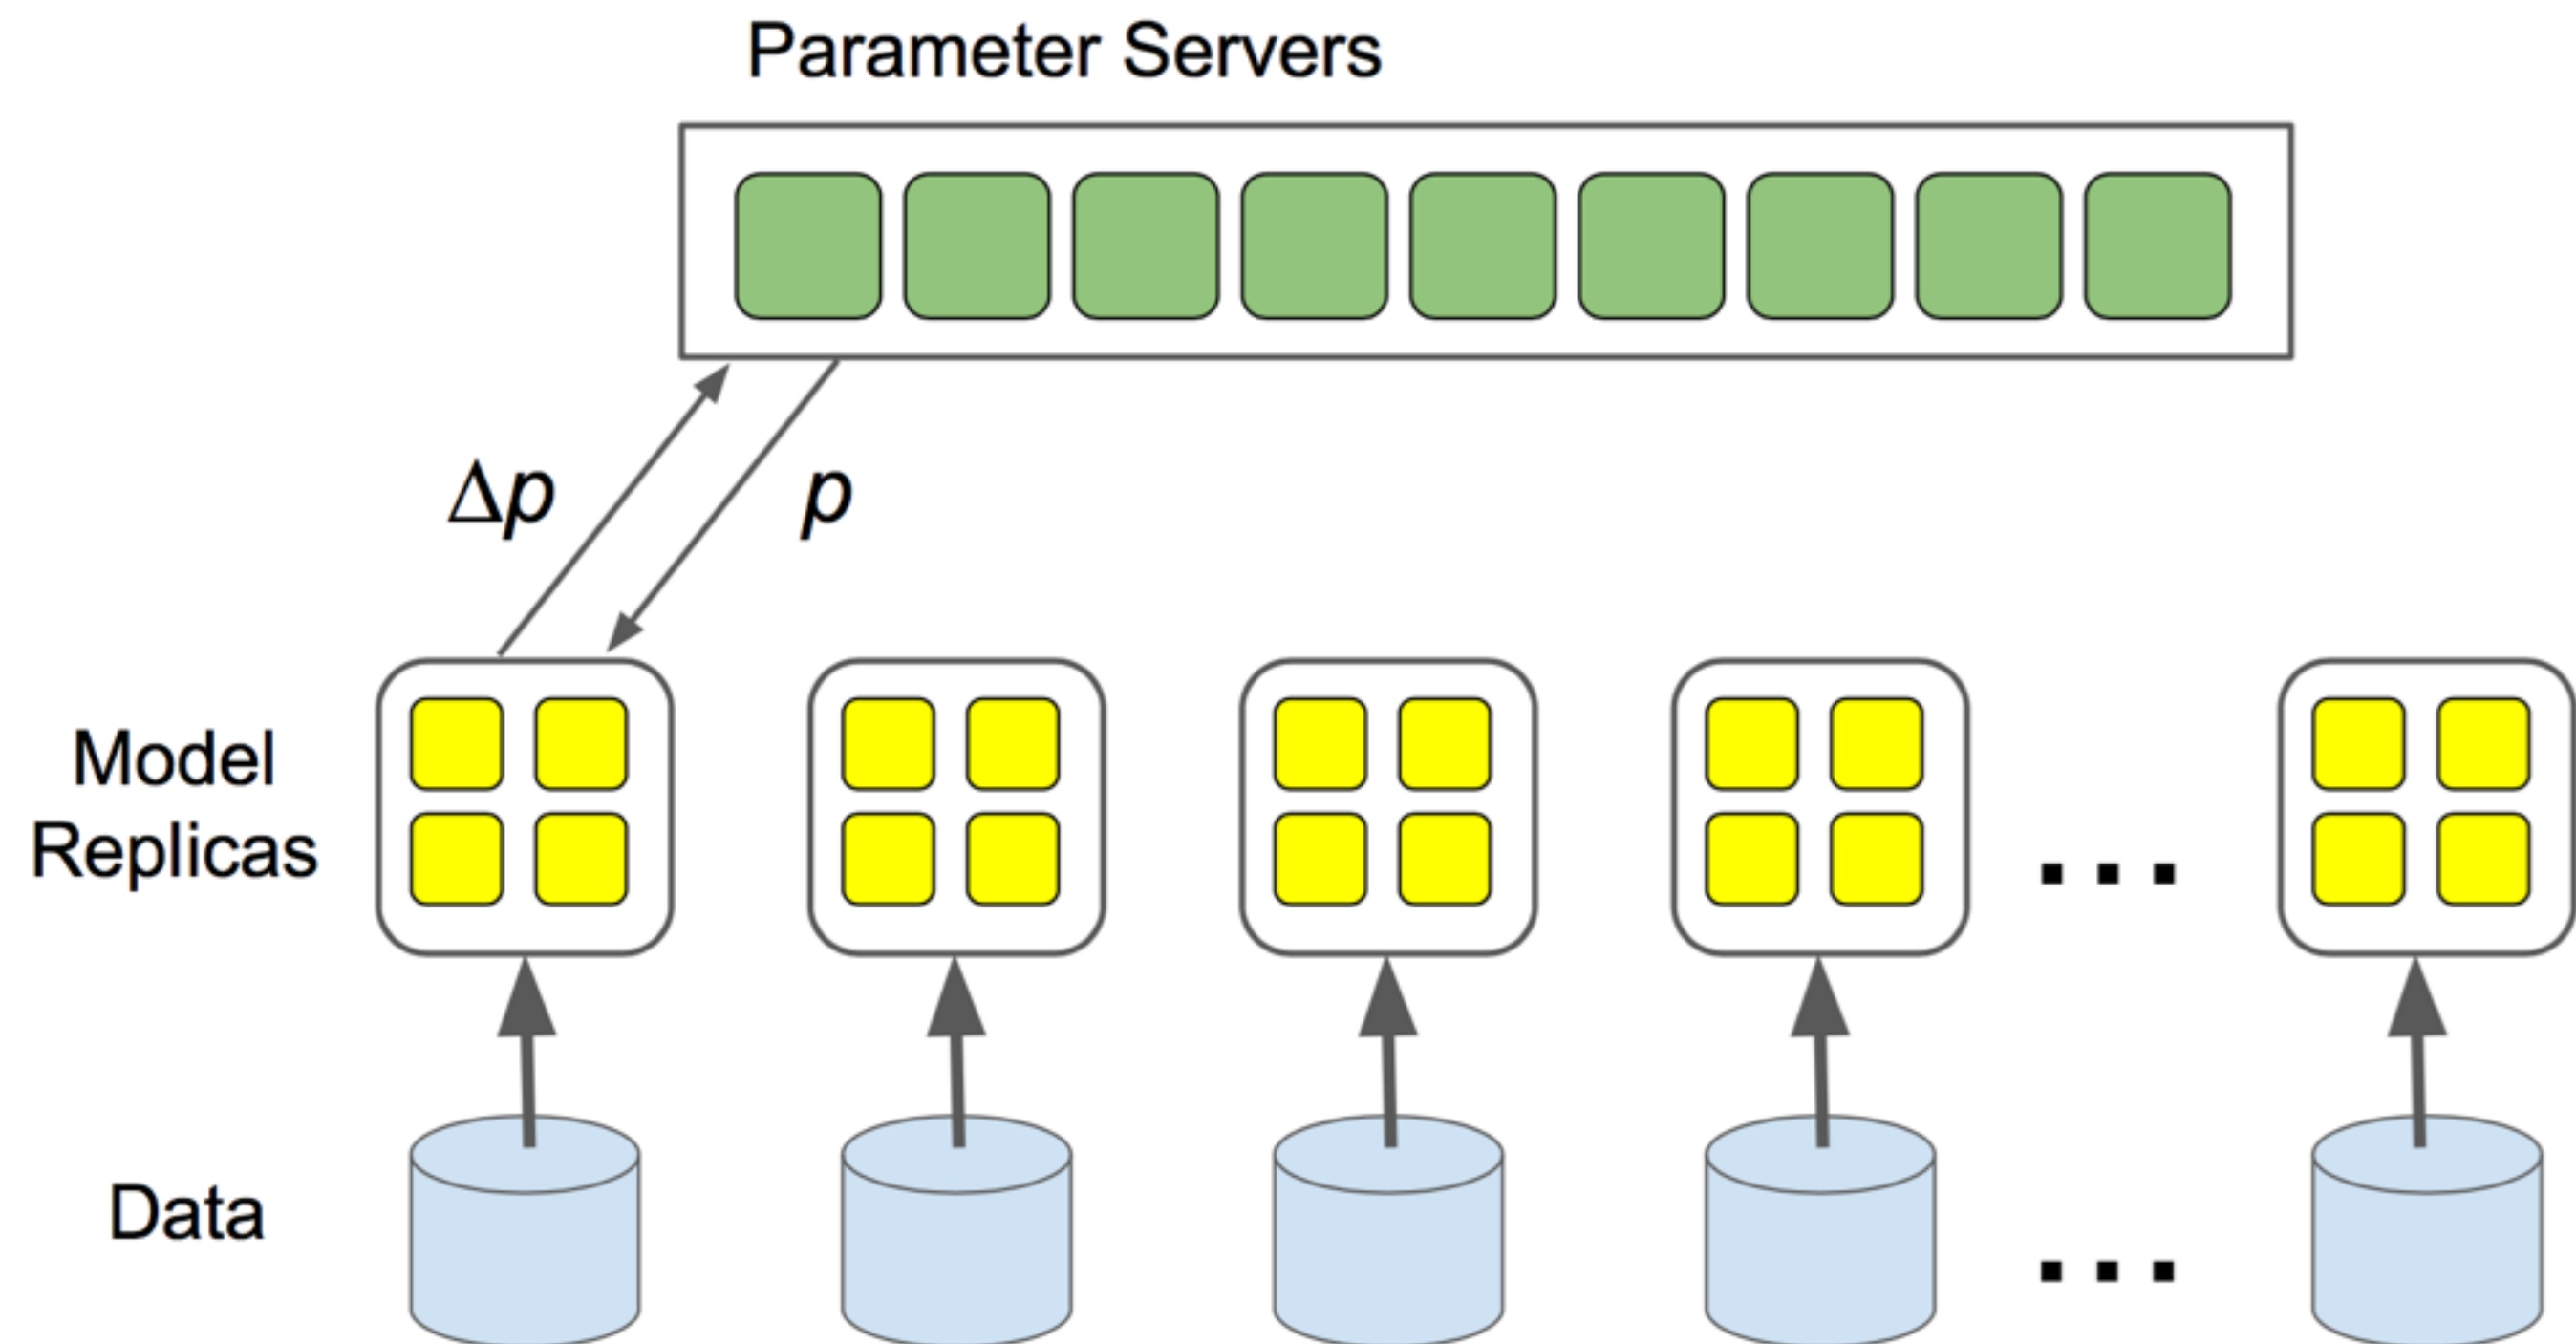 Parameter Servers
Δp
p
Model
Replicas
...
Data
...